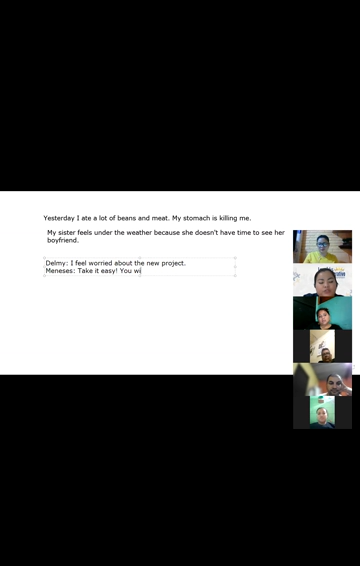 Yesterday I ate a lot of beans and meat. My stomach is killing me.
My sister feels under the weather because she doesn't have time to see her
boyfriend.
Delmy: I feel worried about the new project.
Meneses: Take it easy! You wi